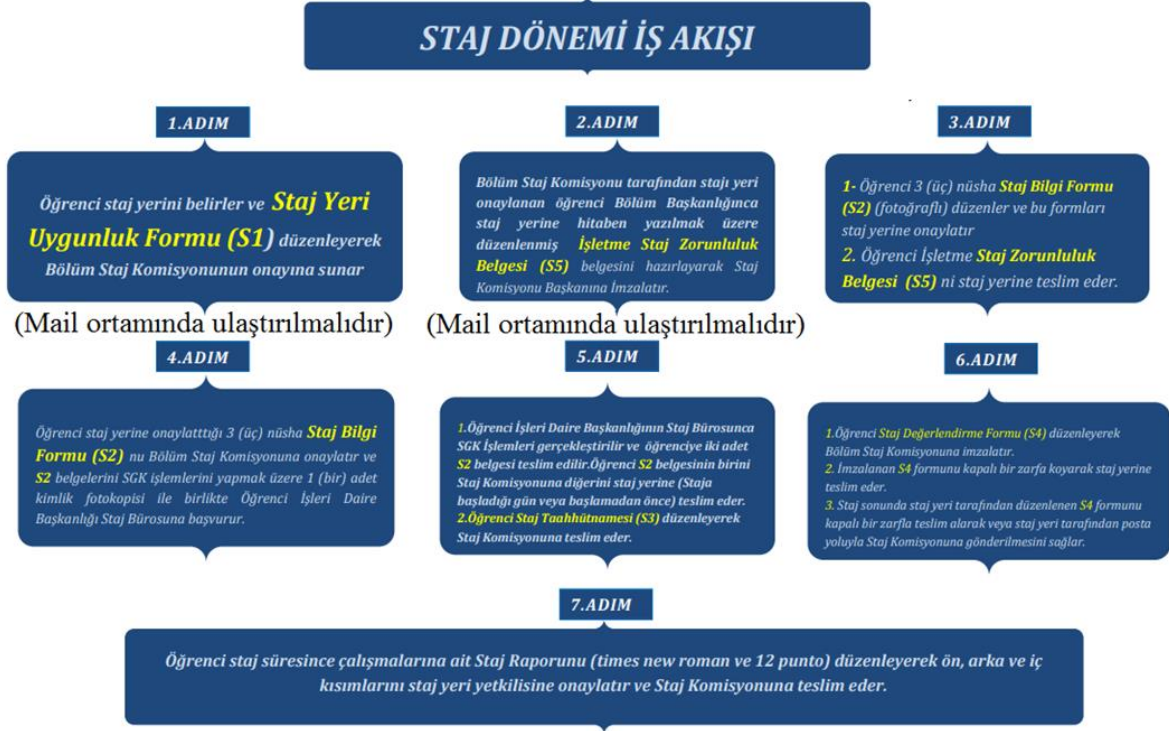 STAJ DÖNEMİ İŞ AKIŞI
1.ADIM
Öğrenci staj yerini belirler ve Staj Yeri
Uygunluk Formu (S1) düzenleyerek
Bölüm Staj Komisyonunun onayına sunar
(Mail ortamında ulaştırılmalıdır)
2.ADIM
Bölüm Staj Komisyonu tarafından stajı yeri
onaylanan öğrenci Bölüm Başkanlığınca
staj yerine hitaben yazılmak üzere
düzenlenmiş İşletme Staj Zorunluluk
Belgesi (S5) belgesini hazırlayarak Staj
Komisyonu Başkanına İmzalatır.
(Mail ortamında ulaştırılmalıdır)
3.ADIM
1- Öğrenci 3 (üç) nüsha Staj Bilgi Formu
(S2) (fotoğraflı) düzenler ve bu formları
staj yerine onaylatır
2. Öğrenci İşletme Staj Zorunluluk
Belgesi (S5) ni staj yerine teslim eder.
4.ADIM
Öğrenci staj yerine onaylatttığı 3 (üç) nüsha Staj Bilgi
Formu (S2) nu Bölüm Staj Komisyonuna onaylatır ve
S2 belgelerini SGK işlemlerini yapmak üzere 1 (bir) adet
kimlik fotokopisi ile birlikte Öğrenci İşleri Daire
Başkanlığı Staj Bürosuna başvurur.
5.ADIM
1.Öğrenci İşleri Daire Başkanlığının Staj Bürosunca
SGK İşlemleri gerçekleştirilir ve öğrenciye iki adet
S2 belgesi teslim edilir.Öğrenci S2 belgesinin birini
Staj Komisyonuna diğerini staj yerine (Staja
başladığı gün veya başlamadan önce) teslim eder.
2.Öğrenci Staj Taahhütnamesi (S3) düzenleyerek
Staj Komisyonuna teslim eder.
6.ADIM
1.Öğrenci Staj Değerlendirme Formu (S4) düzenleyerek
Bölüm Staj Komisyonuna imzalatır.
2. İmzalanan S4 formunu kapalı bir zarfa koyarak staj yerine
teslim eder.
3. Staj sonunda staj yeri tarafından düzenlenen S4 formunu
kapalı bir zarfla teslim alarak veya staj yeri tarafından posta
yoluyla Staj Komisyonuna gönderilmesini sağlar.
7.ADIM
Öğrenci staj süresince çalışmalarına ait Staj Raporunu (times new roman ve 12 punto) düzenleyerek ön, arka ve iç
kısımlarını staj yeri yetkilisine onaylatır ve Staj Komisyonuna teslim eder.